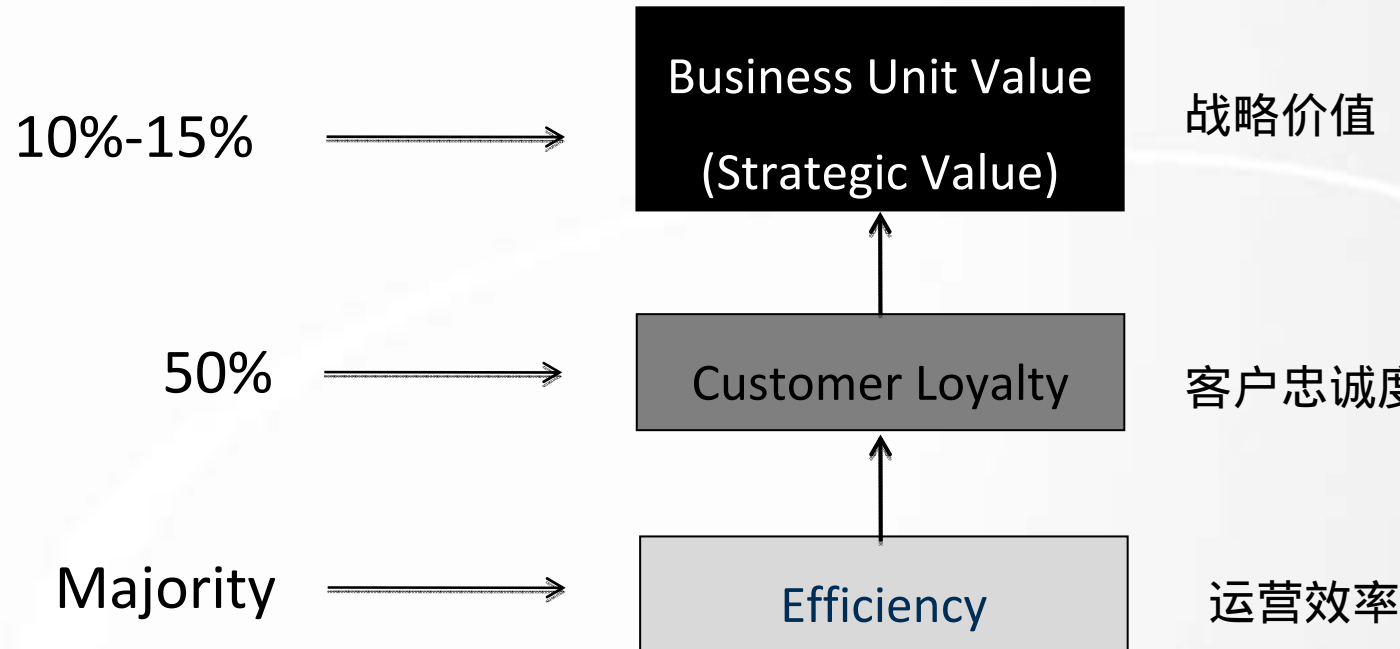 Business Unit Value
(Strategic Value)
10%-15%
战略价值
50%
Customer Loyalty
客户忠诚度
Majority
Efficiency
运营效率